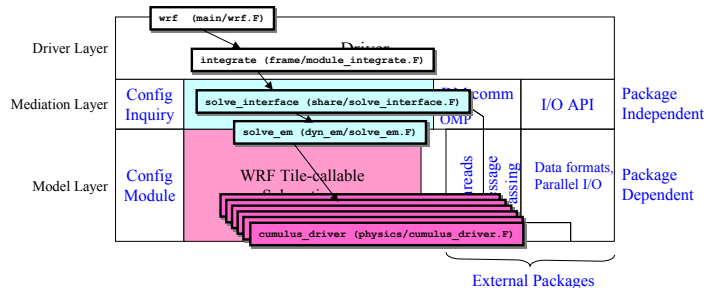 wrf (main/wrf.F)
Driver Layer
Driver
integrate (frame/module_integrate.F)
Mediation Layer
Config
Inquiry
solve_interface (share/solve_interface.F)
comm
OMP
I/O API
Package
Independent
solve_em (dyn_em/solve_em.F)
Model Layer
Config
Module
WRF Tile-callable
Data formats,
Parallel I/O
Package
Dependent
cumulus_driver (physics/cumulus_driver.F)
External Packages